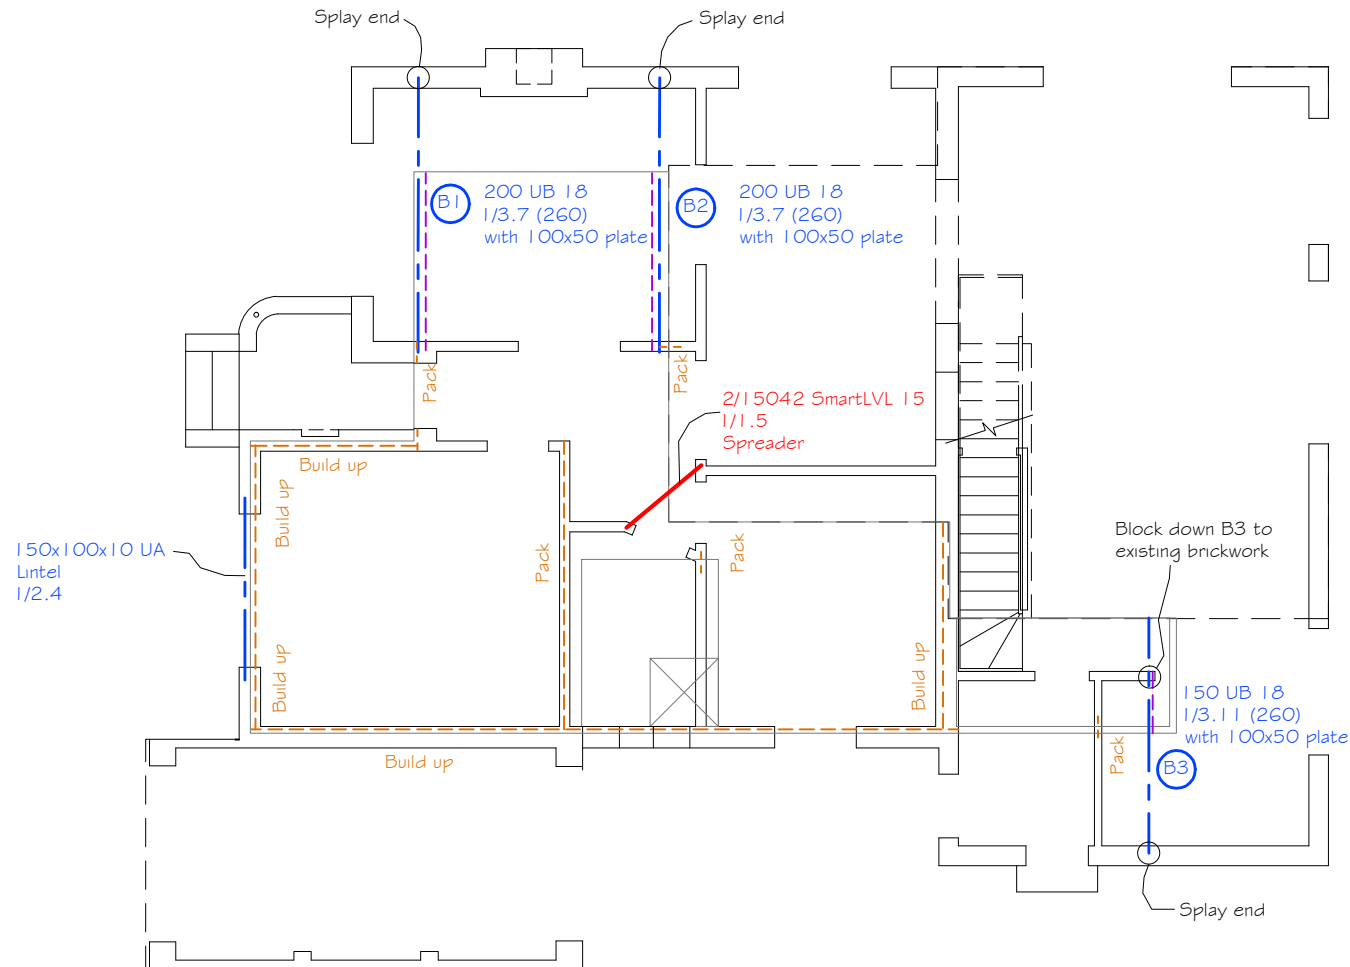 Splay end
Splay end
B1
200 UB 18
1/3.7 (260)
with 100x50 plate
B2
200 UB 18
1/3.7 (260)
with 100x50 plate
Pack
Pack
2/15042 SmartLVL 15
1/1.5
Spreader
Build up
Build up
150x100x10 UA
Lintel
1/2.4
Pack
Pack
Block down B3 to
existing brickwork
Build up
Build up
150 UB 18
1/3.11 (260)
with 100x50 plate
Pack
B3
Build up
Splay end